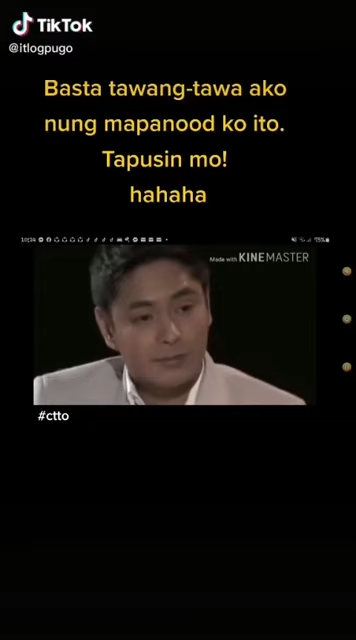 TikTok
@itlogpugo
Basta tawang-tawa ako
nung mapanood ko ito.
Tapusin mo!
hahaha
Made with KINEMASTER
#ctto